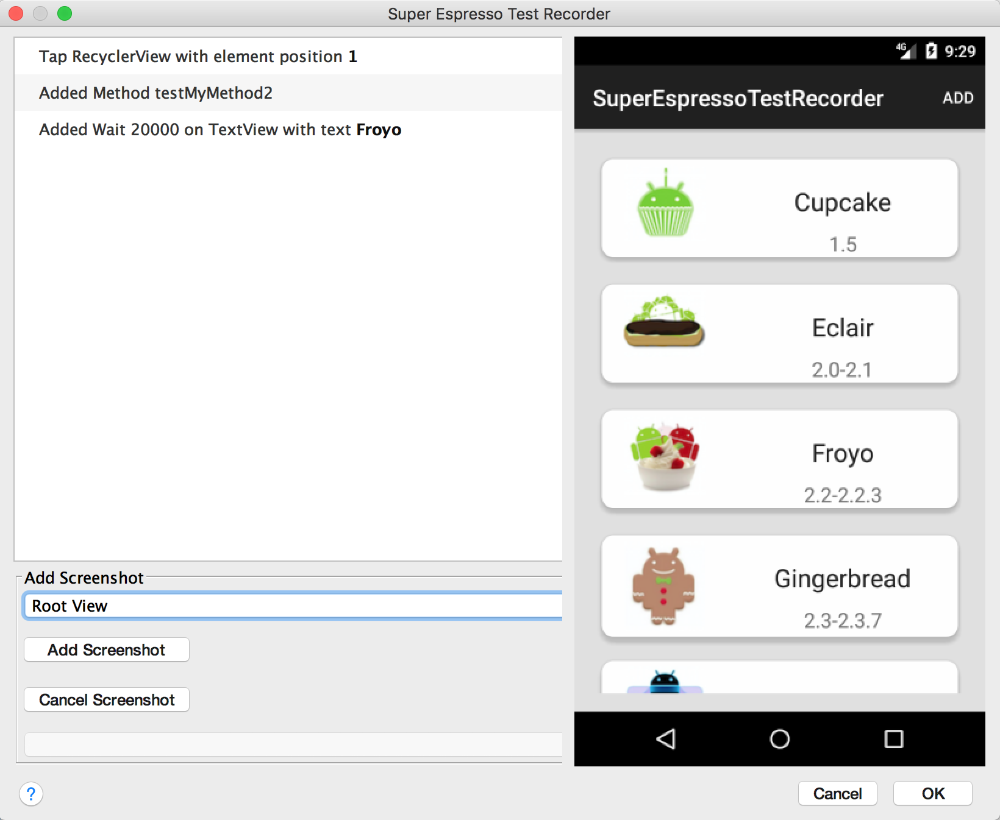 Super Espresso Test Recorder
Tap RecyclerView with element position 1
Added Method testMyMethod2
Added Wait 20000 on TextView with text Froyo
Add Screenshot
Root View
Add Screenshot
Cancel Screenshot
?
4G 9:29
SuperEspressoTestRecorder ADD
Cupcake
1.5
Eclair
2.0-2.1
Froyo
2.2-2.2.3
Gingerbread
2.3-2.3.7
Cancel OK